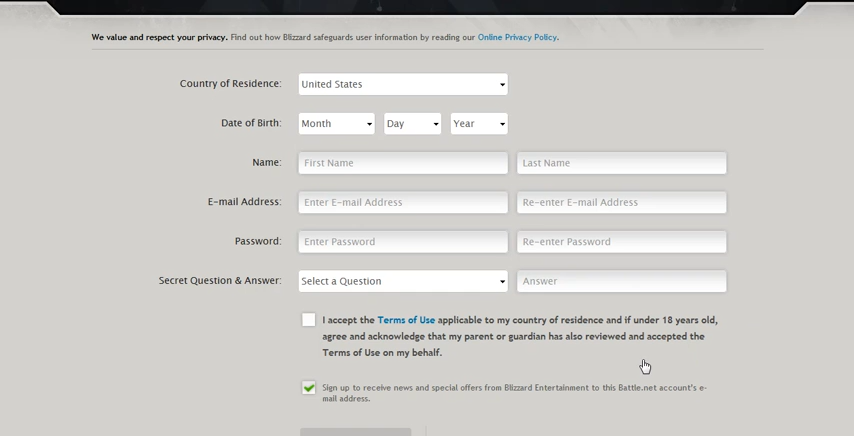 We value and respect your privacy. Find out how Blizzard safeguards user information by reading our Online Privacy Policy.
Country of Residence: United States
Date of Birth: Month Day Year
Name: First Name Last Name
E-mail Address: Enter E-mail Address Re-enter E-mail Address
Password: Enter Password Re-enter Password
Secret Question & Answer: Select a Question Answer
I accept the Terms of Use applicable to my country of residence and if under 18 years old,
agree and acknowledge that my parent or guardian has also reviewed and accepted the
Terms of Use on my behalf.
Sign up to receive news and special offers from Blizzard Entertainment to this Battle.net account's e-
mail address.